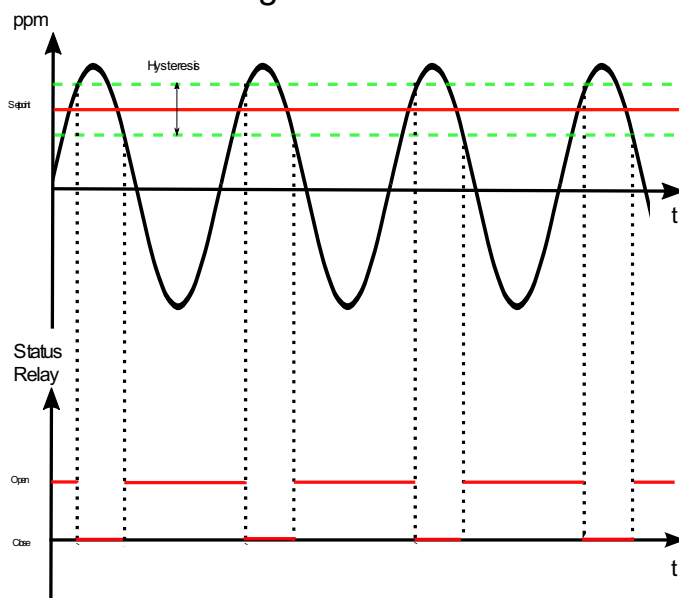 ppm
Hysteresis
Setpoint
t
Status
Relay
Open
Close
t